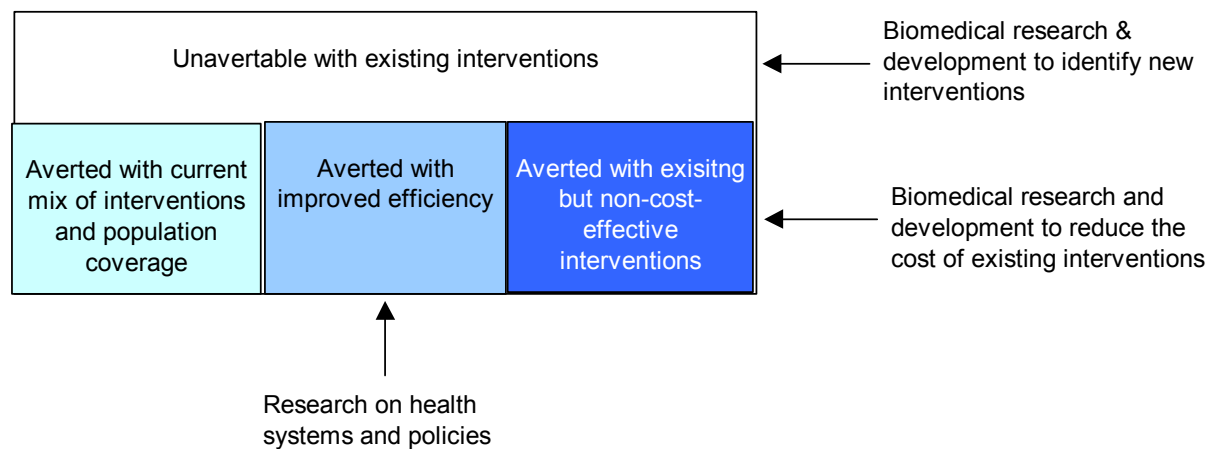 Unavertable with existing interventions
Biomedical research &
development to identify new
interventions
Averted with current
mix of interventions
and population
coverage
Averted with
improved efficiency
Averted with exisitng
but non-cost-
effective
interventions
Biomedical research and
development to reduce the
cost of existing interventions
Research on health
systems and policies